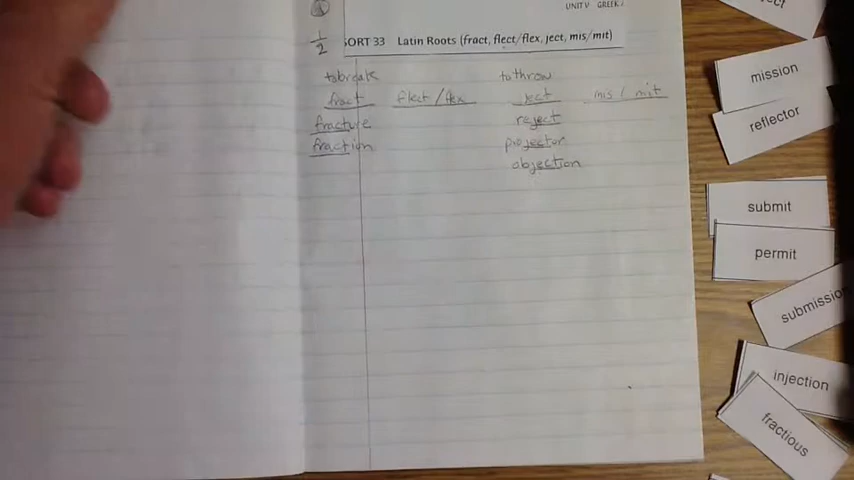 UNIT V GREEK
SORT 33 Latin Roots (fract, flect/flex, ject, mis/mit)
1/2
to break to throw
fract flect/flex ject mis/mit
fracture reject
fraction projector
objection
ject
mission
reflector
submit
permit
submission
injection
fractious